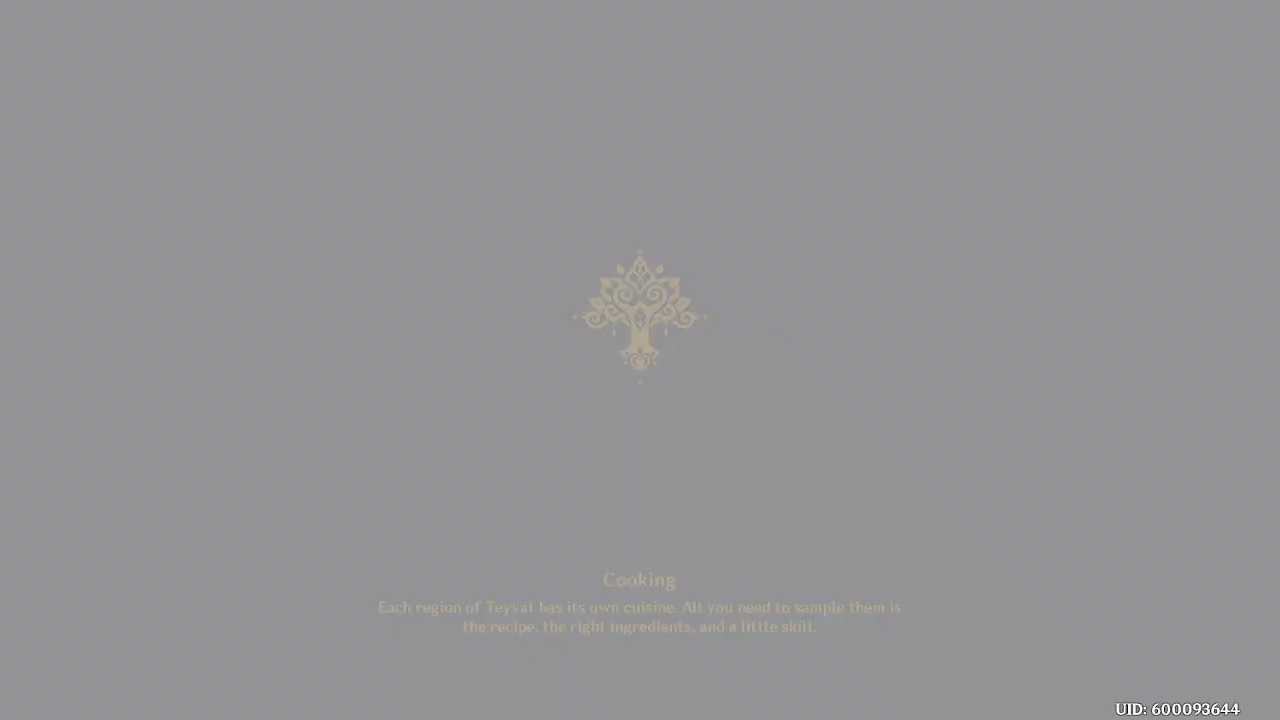 Cooking
Each region of Teyvat has its own cuisine. All you need to sample them is
the recipe, the right ingredients, and a little skill.
UID: 600093644